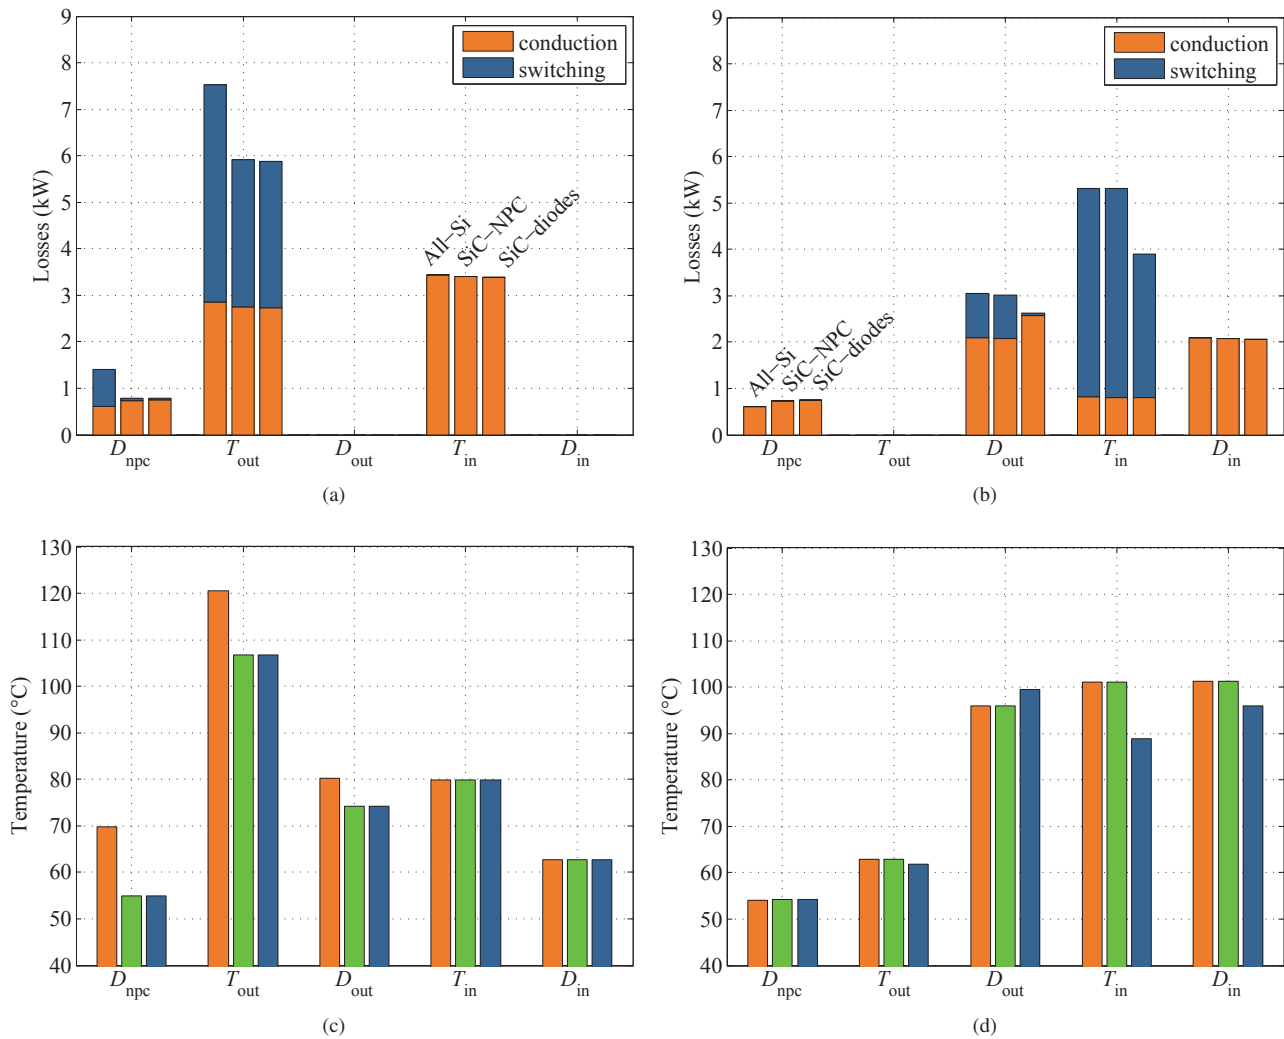 9
8
7
6
5
4
3
2
1
0
Losses (kW)
conduction
switching
All–Si
SiC–NPC
SiC–diodes
D npc
T out
D out
T in
D in
(a)
9
8
7
6
5
4
3
2
1
0
Losses (kW)
conduction
switching
All–Si
SiC–NPC
SiC–diodes
D npc
T out
D out
T in
D in
(b)
130
120
110
100
90
80
70
60
50
40
Temperature (°C)
D npc
T out
D out
T in
D in
(c)
130
120
110
100
90
80
70
60
50
40
Temperature (°C)
D npc
T out
D out
T in
D in
(d)